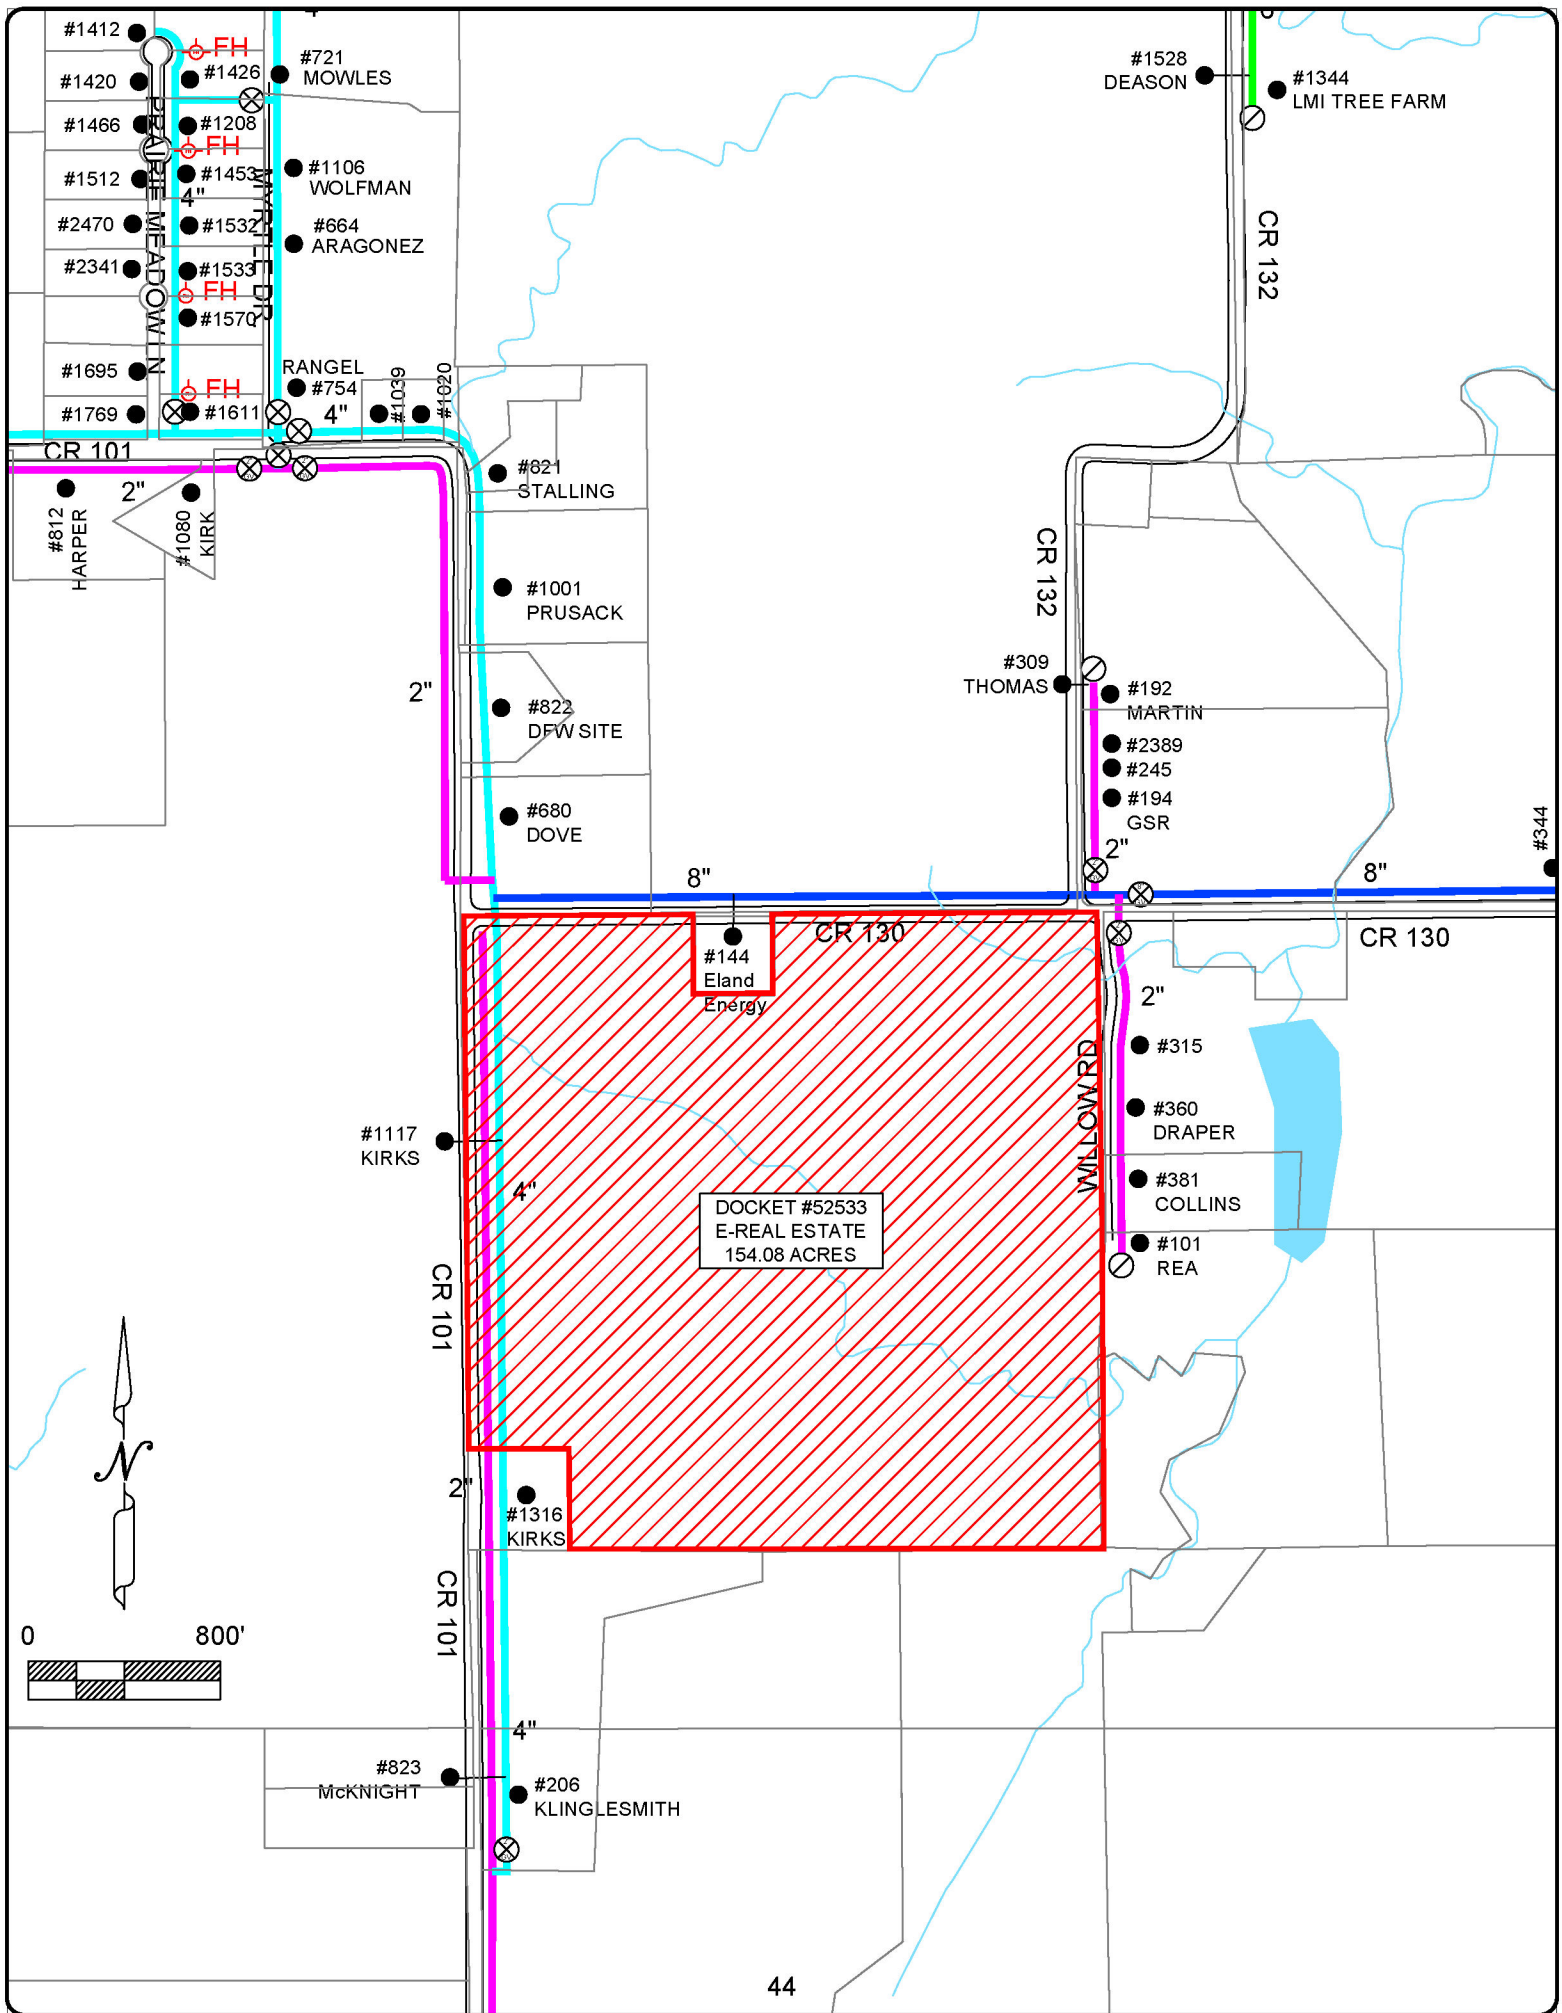 4"
#1412
FH
#1426
#721
MOWLES
#1420
#1466
#1208
FH
#1453
#1512
4"
#1106
WOLFMAN
#2470
#1532
#664
ARAGONEZ
#2341
#1533
FH
#1570
PRAIRIE MEADOW LN
MYRTLE DR
#1695
RANGEL
#754
FH
#1769
#1611
4"
#1039
#1020
CR 101
2"
#812
HARPER
#1080
KIRK
#821
STALLING
#1001
PRUSACK
2"
#822
DFW SITE
#680
DOVE
#1528
DEASON
#1344
LMI TREE FARM
CR 132
CR 132
#309
THOMAS
#192
MARTIN
#2389
#245
#194
GSR
2"
#344
8"
8"
CR 130
CR 130
#144
Eland
Energy
2"
WILLOW RD
#315
#360
DRAPER
#381
COLLINS
#101
REA
#1117
KIRKS
4"
DOCKET #52533
E-REAL ESTATE
154.08 ACRES
CR 101
N
2"
#1316
KIRKS
CR 101
0 800'
4"
#823
McKNIGHT
#206
KLINGLESMITH
44